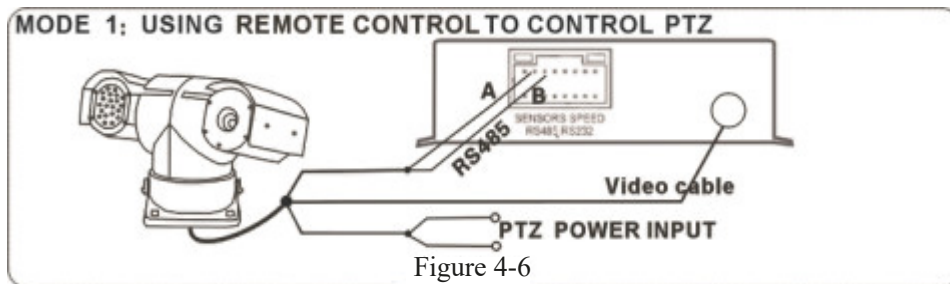 MODE 1: USING REMOTE CONTROL TO CONTROL PTZ
A
B
SENSORS SPEED
RS485 RS232
RS485
Video cable
PTZ POWER INPUT
Figure 4-6